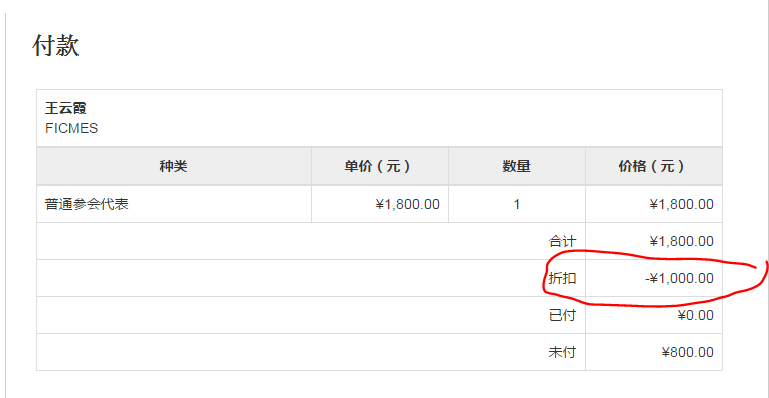 付款
王云霞
FICMES
种类 单价（元） 数量 价格（元）
普通参会代表 ¥1,800.00 1 ¥1,800.00
合计 ¥1,800.00
折扣 -¥1,000.00
已付 ¥0.00
未付 ¥800.00